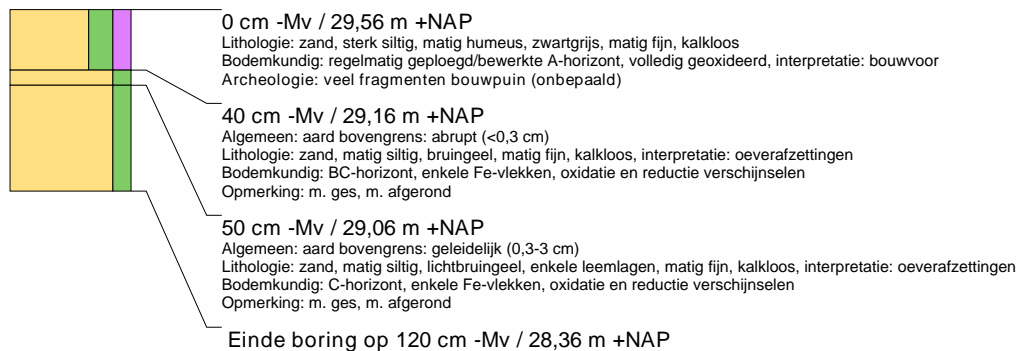 0 cm -Mv / 29,56 m +NAP
Lithologie: zand, sterk siltig, matig humeus, zwartgrijs, matig fijn, kalkloos
Bodemkundig: regelmatig geploegd/bewerkte A-horizont, volledig geoxideerd, interpretatie: bouwvoor
Archeologie: veel fragmenten bouwpuin (onbepaald)
40 cm -Mv / 29,16 m +NAP
Algemeen: aard bovengrens: abrupt (<0,3 cm)
Lithologie: zand, matig siltig, bruingeel, matig fijn, kalkloos, interpretatie: oeverafzettingen
Bodemkundig: BC-horizont, enkele Fe-vlekken, oxidatie en reductie verschijnselen
Opmerking: m. ges, m. afgerond
50 cm -Mv / 29,06 m +NAP
Algemeen: aard bovengrens: geleidelijk (0,3-3 cm)
Lithologie: zand, matig siltig, lichtbruingeel, enkele leemlagen, matig fijn, kalkloos, interpretatie: oeverafzettingen
Bodemkundig: C-horizont, enkele Fe-vlekken, oxidatie en reductie verschijnselen
Opmerking: m. ges, m. afgerond
Einde boring op 120 cm -Mv / 28,36 m +NAP